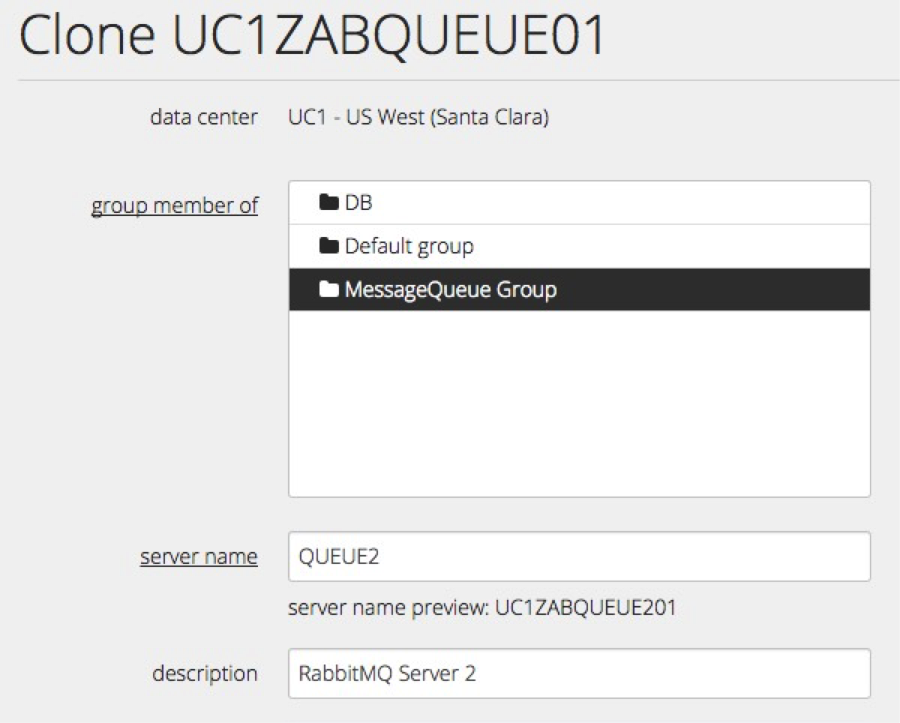 Clone UC1ZABQUEUE01
data center UC1 - US West (Santa Clara)
group member of
DB
Default group
MessageQueue Group
server name QUEUE2
server name preview: UC1ZABQUEUE201
description RabbitMQ Server 2